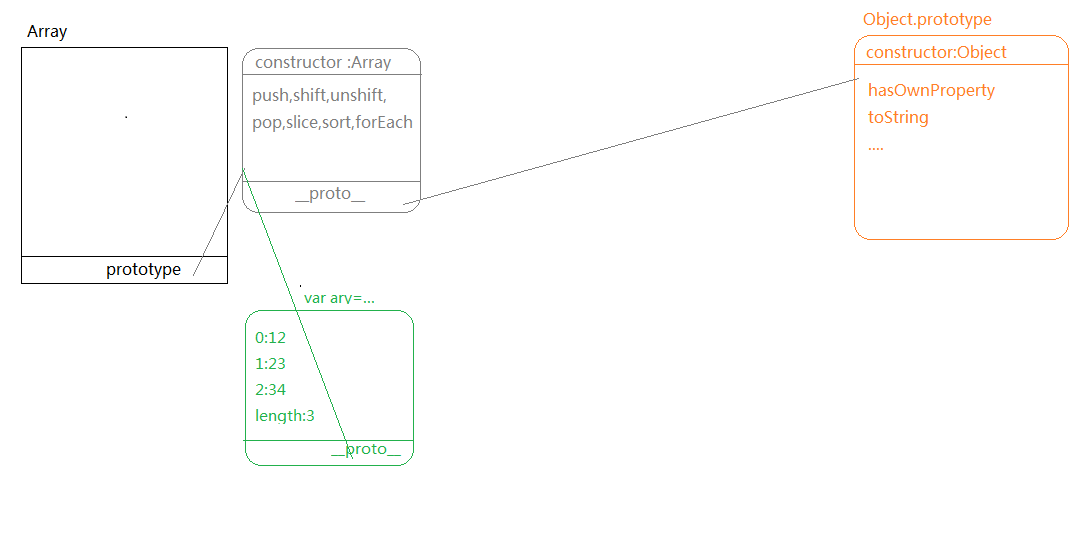 Array
prototype
constructor :Array
push,shift,unshift,
pop,slice,sort,forEach
__proto__
var ary=...
0:12
1:23
2:34
length:3
__proto__
Object.prototype
constructor:Object
hasOwnProperty
toString
....